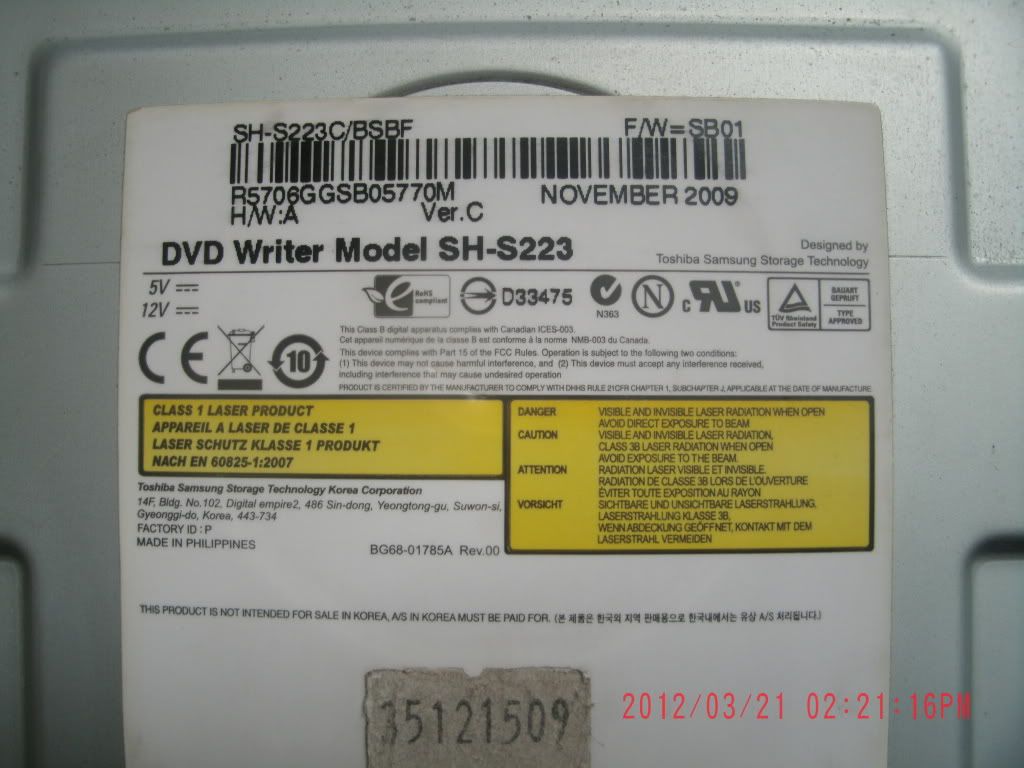 SH-S223C/BSBF F/W=SB01
R5706GGSB05770M NOVEMBER 2009
H/W:A Ver.C
DVD Writer Model SH-S223
Designed by
Toshiba Samsung Storage Technology
5V
12V
RoHS
compliant
D33475
N363
N
c RU US
TÜV Rheinland
Product Safety
BAUART
GEPRÜFT
TYPE
APPROVED
CE
10
This Class B digital apparatus complies with Canadian ICES-003.
Cet appareil numérique de la classe B est conforme à la norme NMB-003 du Canada.
This device complies with Part 15 of the FCC Rules. Operation is subject to the following two conditions:
(1) This device may not cause harmful interference, and (2) This device must accept any interference received,
including interference that may cause undesired operation
PRODUCT IS CERTIFIED BY THE MANUFACTURER TO COMPLY WITH DHHS RULE 21CFR CHAPTER 1, SUBCHAPTER J, APPLICABLE AT THE DATE OF MANUFACTURE
CLASS 1 LASER PRODUCT
APPAREIL A LASER DE CLASSE 1
LASER SCHUTZ KLASSE 1 PRODUKT
NACH EN 60825-1:2007
DANGER VISIBLE AND INVISIBLE LASER RADIATION WHEN OPEN
AVOID DIRECT EXPOSURE TO BEAM
CAUTION VISIBLE AND INVISIBLE LASER RADIATION,
CLASS 3B LASER RADIATION WHEN OPEN
AVOID EXPOSURE TO THE BEAM.
ATTENTION RADIATION LASER VISIBLE ET INVISIBLE.
RADIATION DE CLASSE 3B LORS DE L'OUVERTURE
ÉVITER TOUTE EXPOSITION AU RAYON
VORSICHT SICHTBARE UND UNSICHTBARE LASERSTRAHLUNG,
LASERSTRAHLUNG KLASSE 3B,
WENN ABDECKUNG GEÖFFNET, KONTAKT MIT DEM
LASERSTRAHL VERMEIDEN
Toshiba Samsung Storage Technology Korea Corporation
14F, Bldg. No.102, Digital empire2, 486 Sin-dong, Yeongtong-gu, Suwon-si,
Gyeonggi-do, Korea, 443-734
FACTORY ID : P
MADE IN PHILIPPINES
BG68-01785A Rev.00
THIS PRODUCT IS NOT INTENDED FOR SALE IN KOREA, A/S IN KOREA MUST BE PAID FOR. (본 제품은 한국외 지역 판매용으로 한국내에서는 유상 A/S 처리됩니다.)
35121509
2012/03/21 02:21:16PM